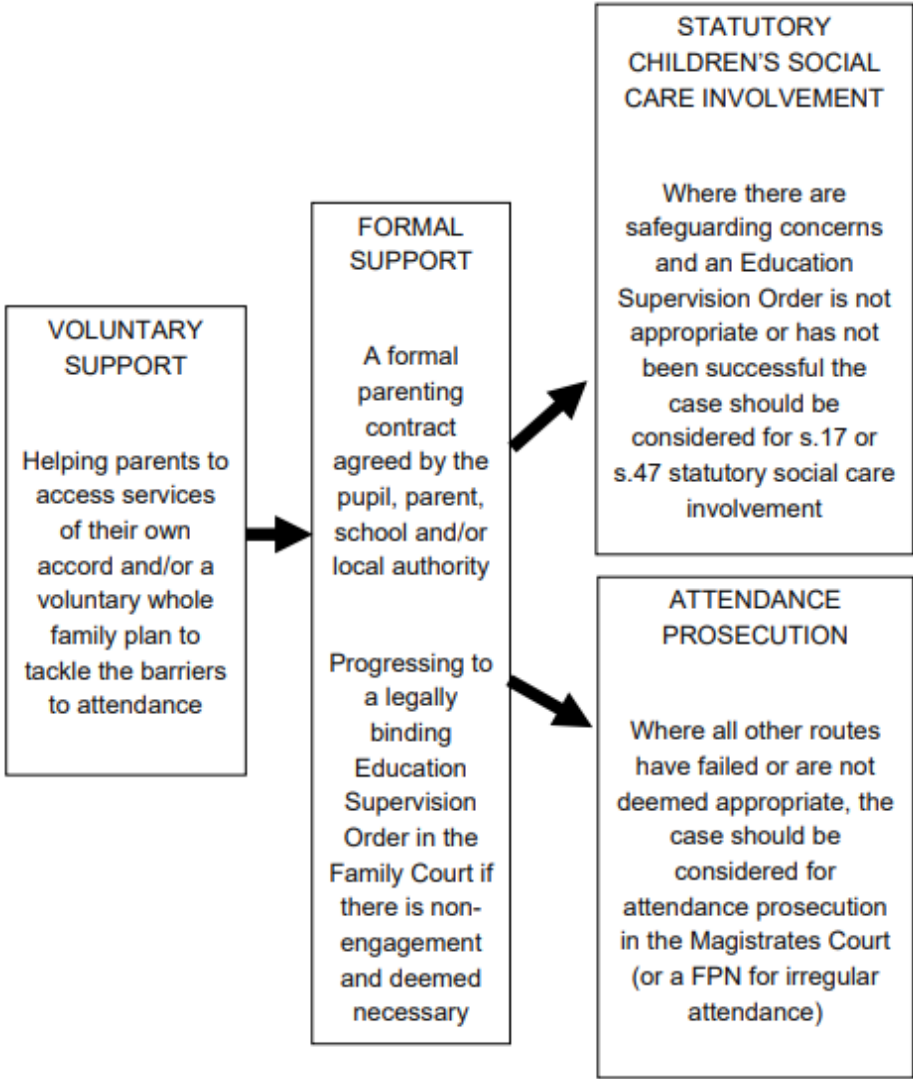 VOLUNTARY
SUPPORT
Helping parents to
access services
of their own
accord and/or a
voluntary whole
family plan to
tackle the barriers
to attendance
FORMAL
SUPPORT
A formal
parenting
contract
agreed by the
pupil, parent,
school and/or
local authority
Progressing to
a legally
binding
Education
Supervision
Order in the
Family Court if
there is non-
engagement
and deemed
necessary
STATUTORY
CHILDREN’S SOCIAL
CARE INVOLVEMENT
Where there are
safeguarding concerns
and an Education
Supervision Order is not
appropriate or has not
been successful the
case should be
considered for s.17 or
s.47 statutory social care
involvement
ATTENDANCE
PROSECUTION
Where all other routes
have failed or are not
deemed appropriate, the
case should be
considered for
attendance prosecution
in the Magistrates Court
(or a FPN for irregular
attendance)